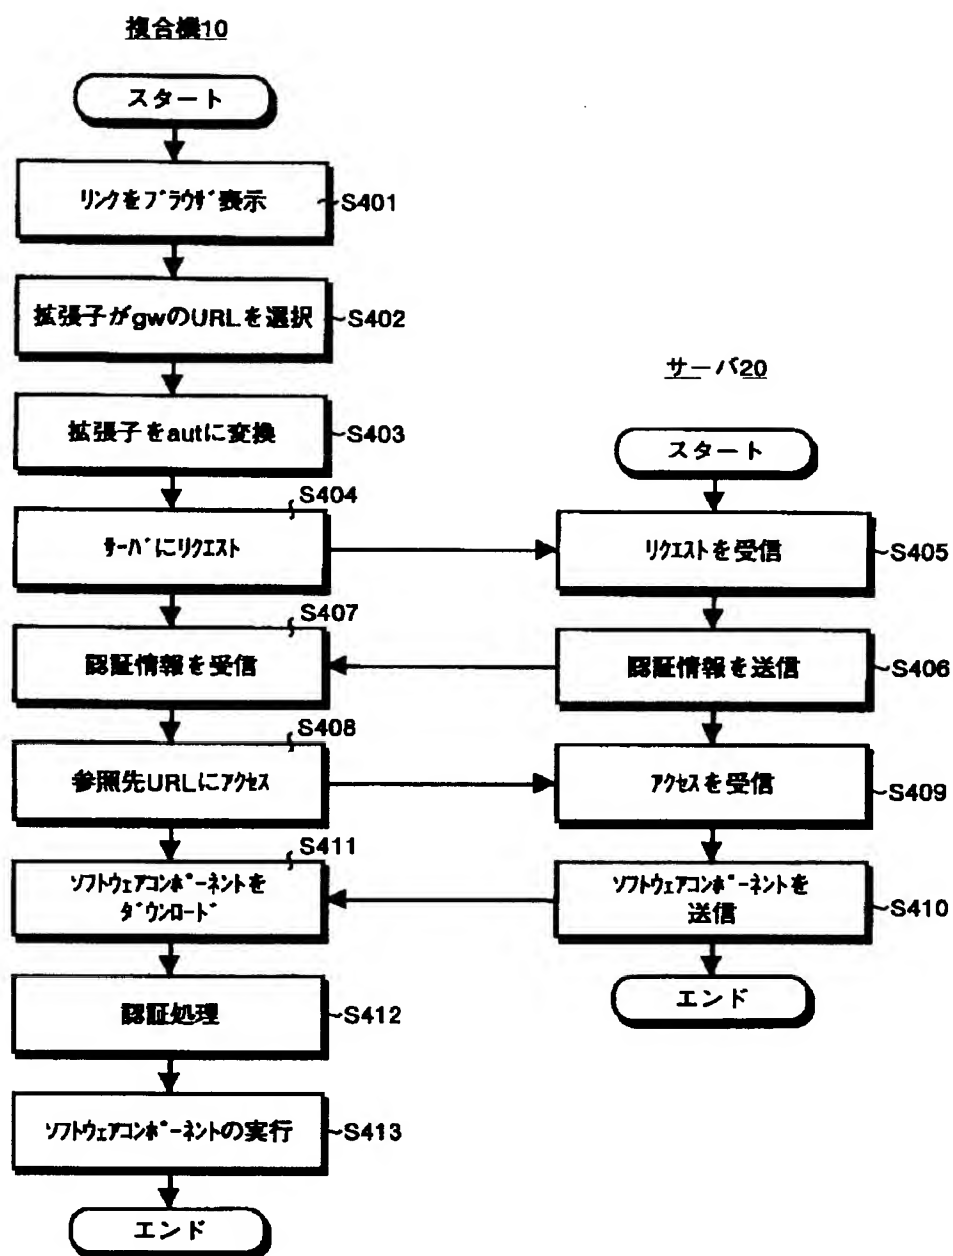 複合機10
スタート
リンクをブラウザ表示
S401
拡張子がgwのURLを選択
S402
拡張子をautに変換
S403
S404
サーバにリクエスト
S407
認証情報を受信
S408
参照先URLにアクセス
S411
ソフトウェアコンポーネントを
ダウンロード
認証処理
S412
ソフトウェアコンポーネントの実行
S413
エンド
サーバ20
スタート
リクエストを受信
S405
認証情報を送信
S406
アクセスを受信
S409
ソフトウェアコンポーネントを
送信
S410
エンド